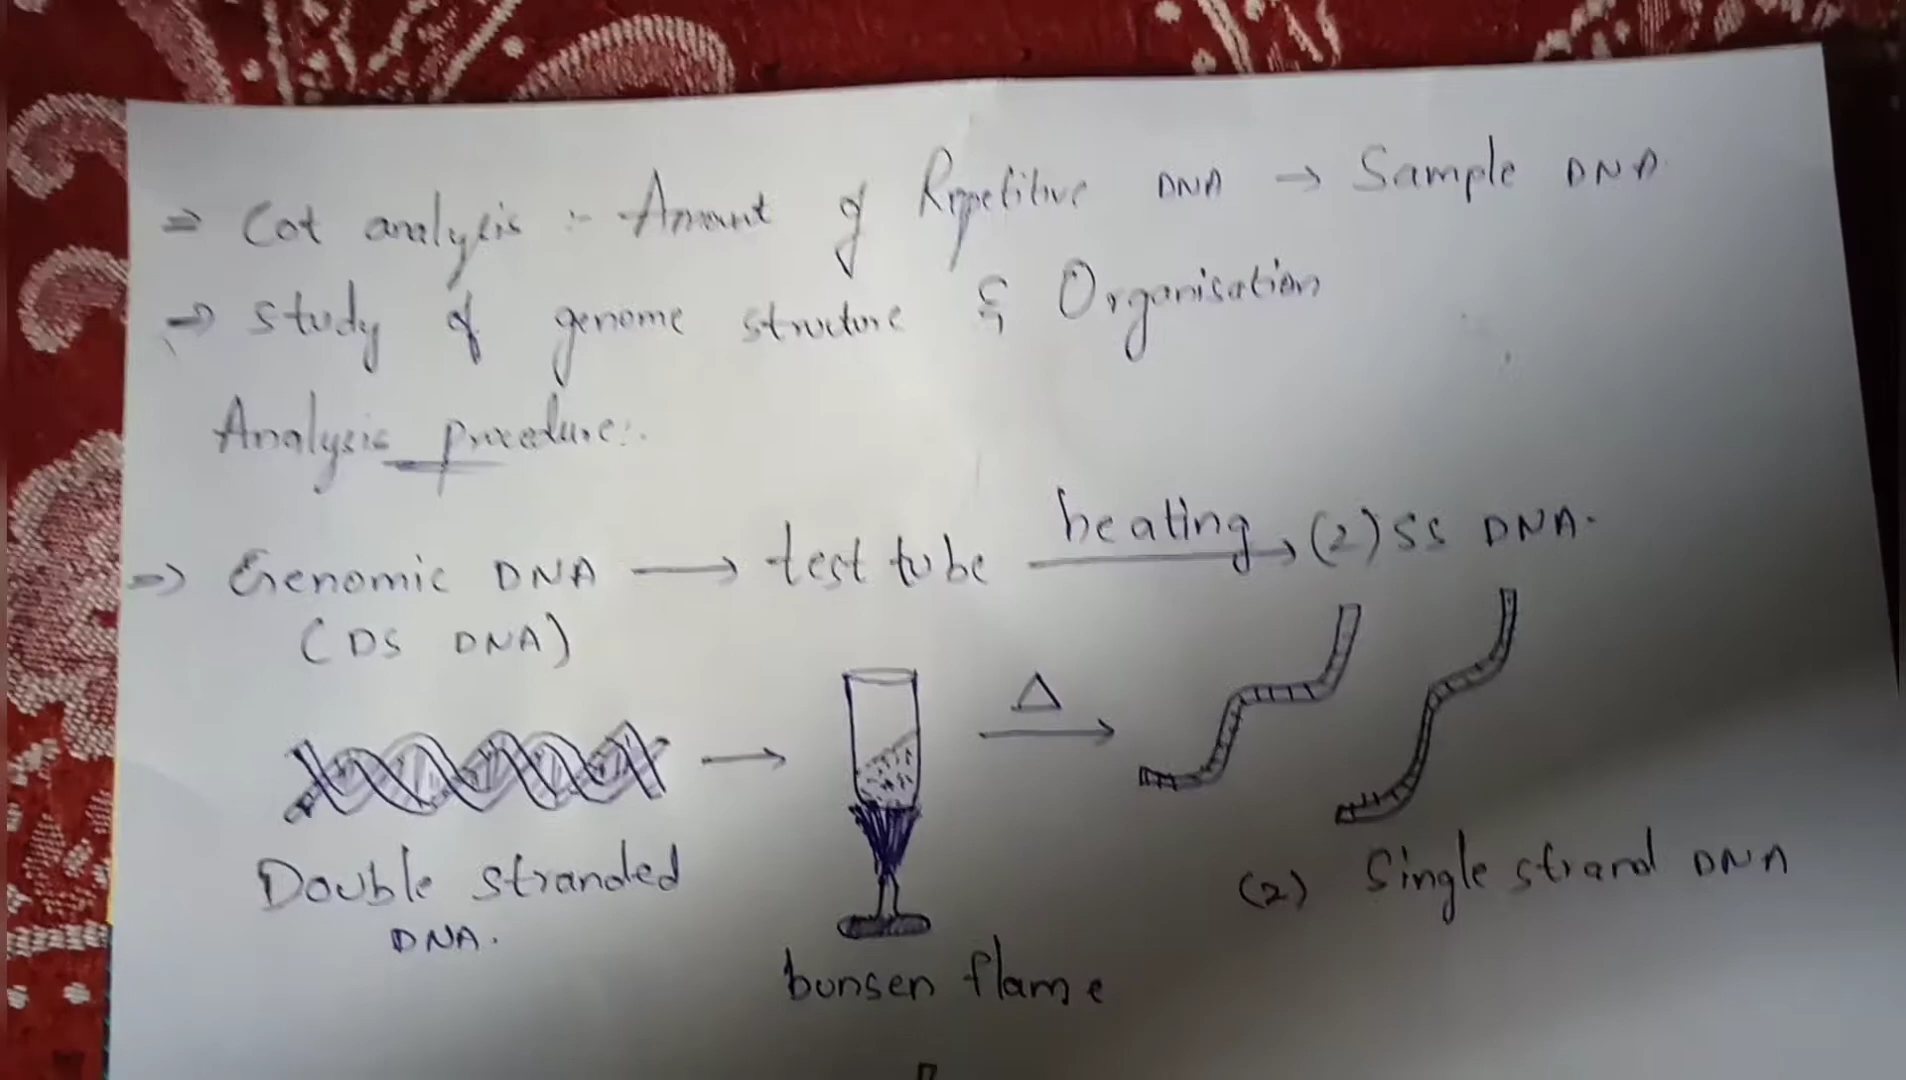 ⇒ Cot analysis :- Amount of Repetitive DNA → Sample DNA.
→ study of genome structure & Organisation
Analysis procedure:.
⇒ Genomic DNA → test tube heating → (2) SS DNA.
(DS DNA)
→ Δ →
Double stranded DNA.
bunsen flame
(2) Single strand DNA